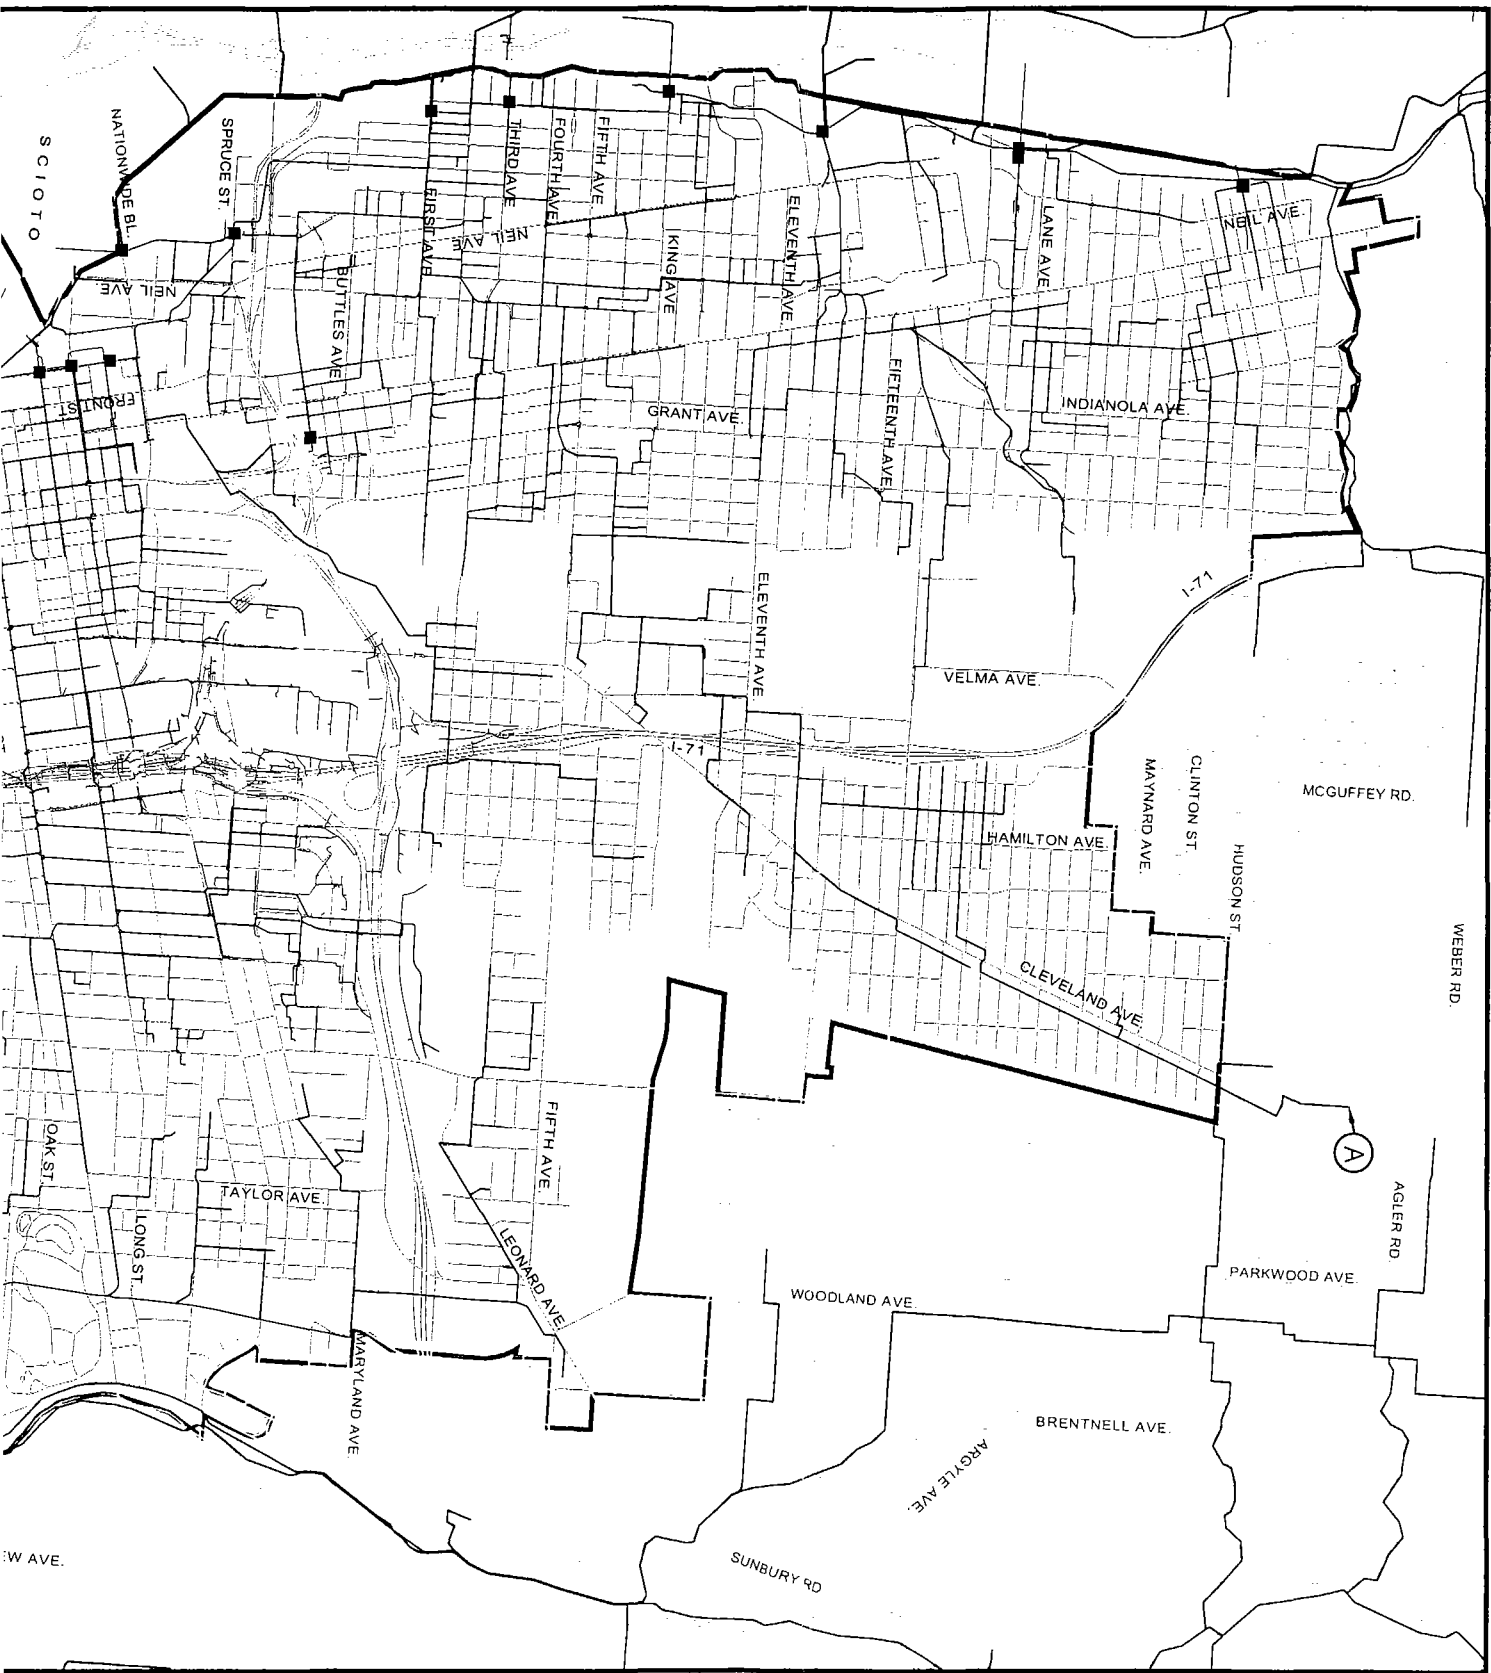 SCIOTO
NATIONWIDE BL.
SPRUCE ST.
FIRST AVE
THIRD AVE
FOURTH AVE
FIFTH AVE
NEIL AVE
KING AVE
ELEVENTH AVE
LANE AVE
NEIL AVE.
NEIL AVE.
BUTTLES AVE
FRONT ST.
GRANT AVE.
FIFTEENTH AVE.
INDIANOLA AVE.
I-71
ELEVENTH AVE.
VELMA AVE.
I-71
CLINTON ST.
MAYNARD AVE.
MCGUFFEY RD.
HAMILTON AVE.
HUDSON ST
WEBER RD.
CLEVELAND AVE.
A
OAK ST.
FIFTH AVE.
AGLER RD.
TAYLOR AVE.
LONG ST.
LEONARD AVE.
PARKWOOD AVE.
WOODLAND AVE.
MARYLAND AVE.
BRENTNELL AVE.
ARGYLE AVE.
SUNBURY RD
EW AVE.